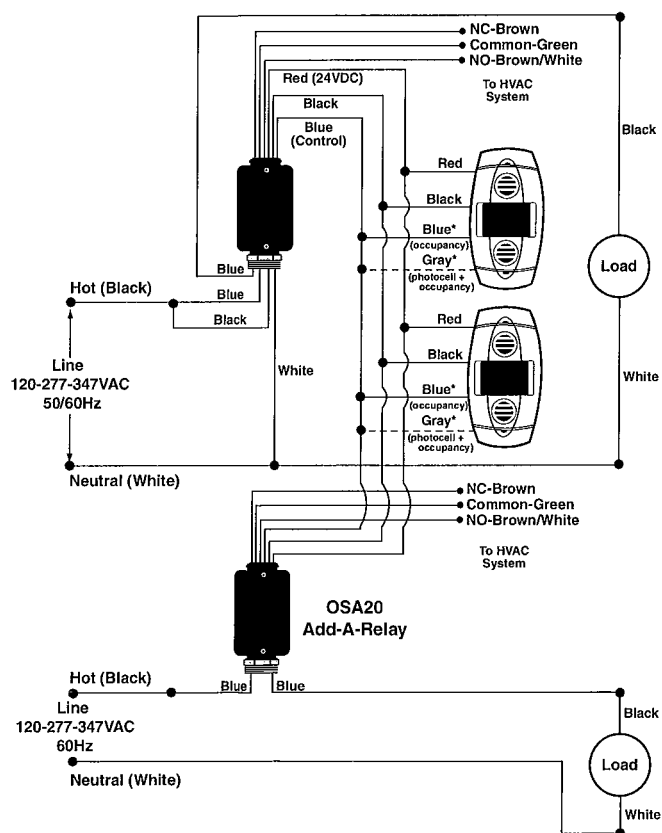 NC-Brown
Common-Green
NO-Brown/White
Red (24VDC)
To HVAC
System
Black
Blue
(Control)
Black
Red
Black
Blue*
(occupancy)
Gray*
(photocell +
occupancy)
Load
Blue
Hot (Black)
Blue
Black
Line
120-277-347VAC
50/60Hz
White
Red
Black
Blue*
(occupancy)
Gray*
(photocell +
occupancy)
White
Neutral (White)
NC-Brown
Common-Green
NO-Brown/White
To HVAC
System
OSA20
Add-A-Relay
Hot (Black)
Blue
Blue
Line
120-277-347VAC
60Hz
Black
Load
Neutral (White)
White